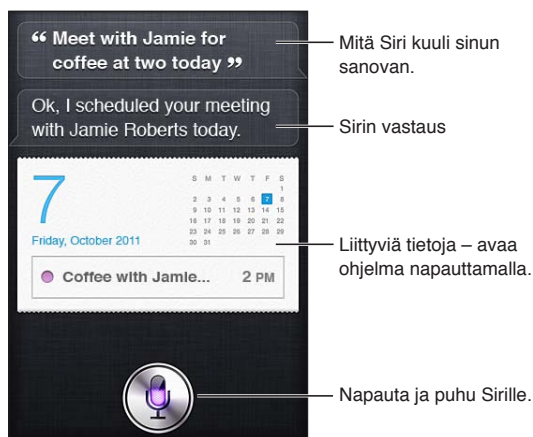 “ Meet with Jamie for
coffee at two today ”
Mitä Siri kuuli sinun
sanovan.
Ok, I scheduled your meeting
with Jamie Roberts today.
Sirin vastaus
7
Friday, October 2011
S M T W T F S
1
2 3 4 5 6 7 8
9 10 11 12 13 14 15
16 17 18 19 20 21 22
23 24 25 26 27 28 29
30 31
Liittyviä tietoja – avaa
ohjelma napauttamalla.
Coffee with Jamie... 2 PM
Napauta ja puhu Sirille.